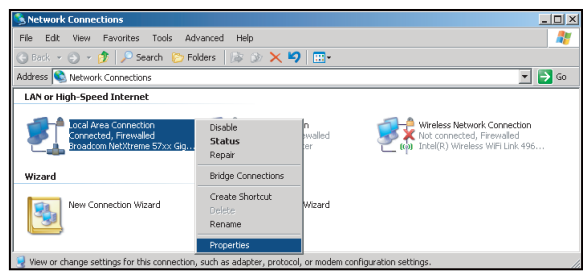 Network Connections
File Edit View Favorites Tools Advanced Help
Back Search Folders
Address Network Connections Go
LAN or High-Speed Internet
Local Area Connection
Connected, Firewalled
Broadcom NetXtreme 57xx Gig...
Disable
Status
Repair
Bridge Connections
Create Shortcut
Delete
Rename
Properties
Wireless Network Connection
Not connected, Firewalled
Intel(R) Wireless WiFi Link 496...
Wizard
New Connection Wizard
Wizard
View or change settings for this connection, such as adapter, protocol, or modem configuration settings.